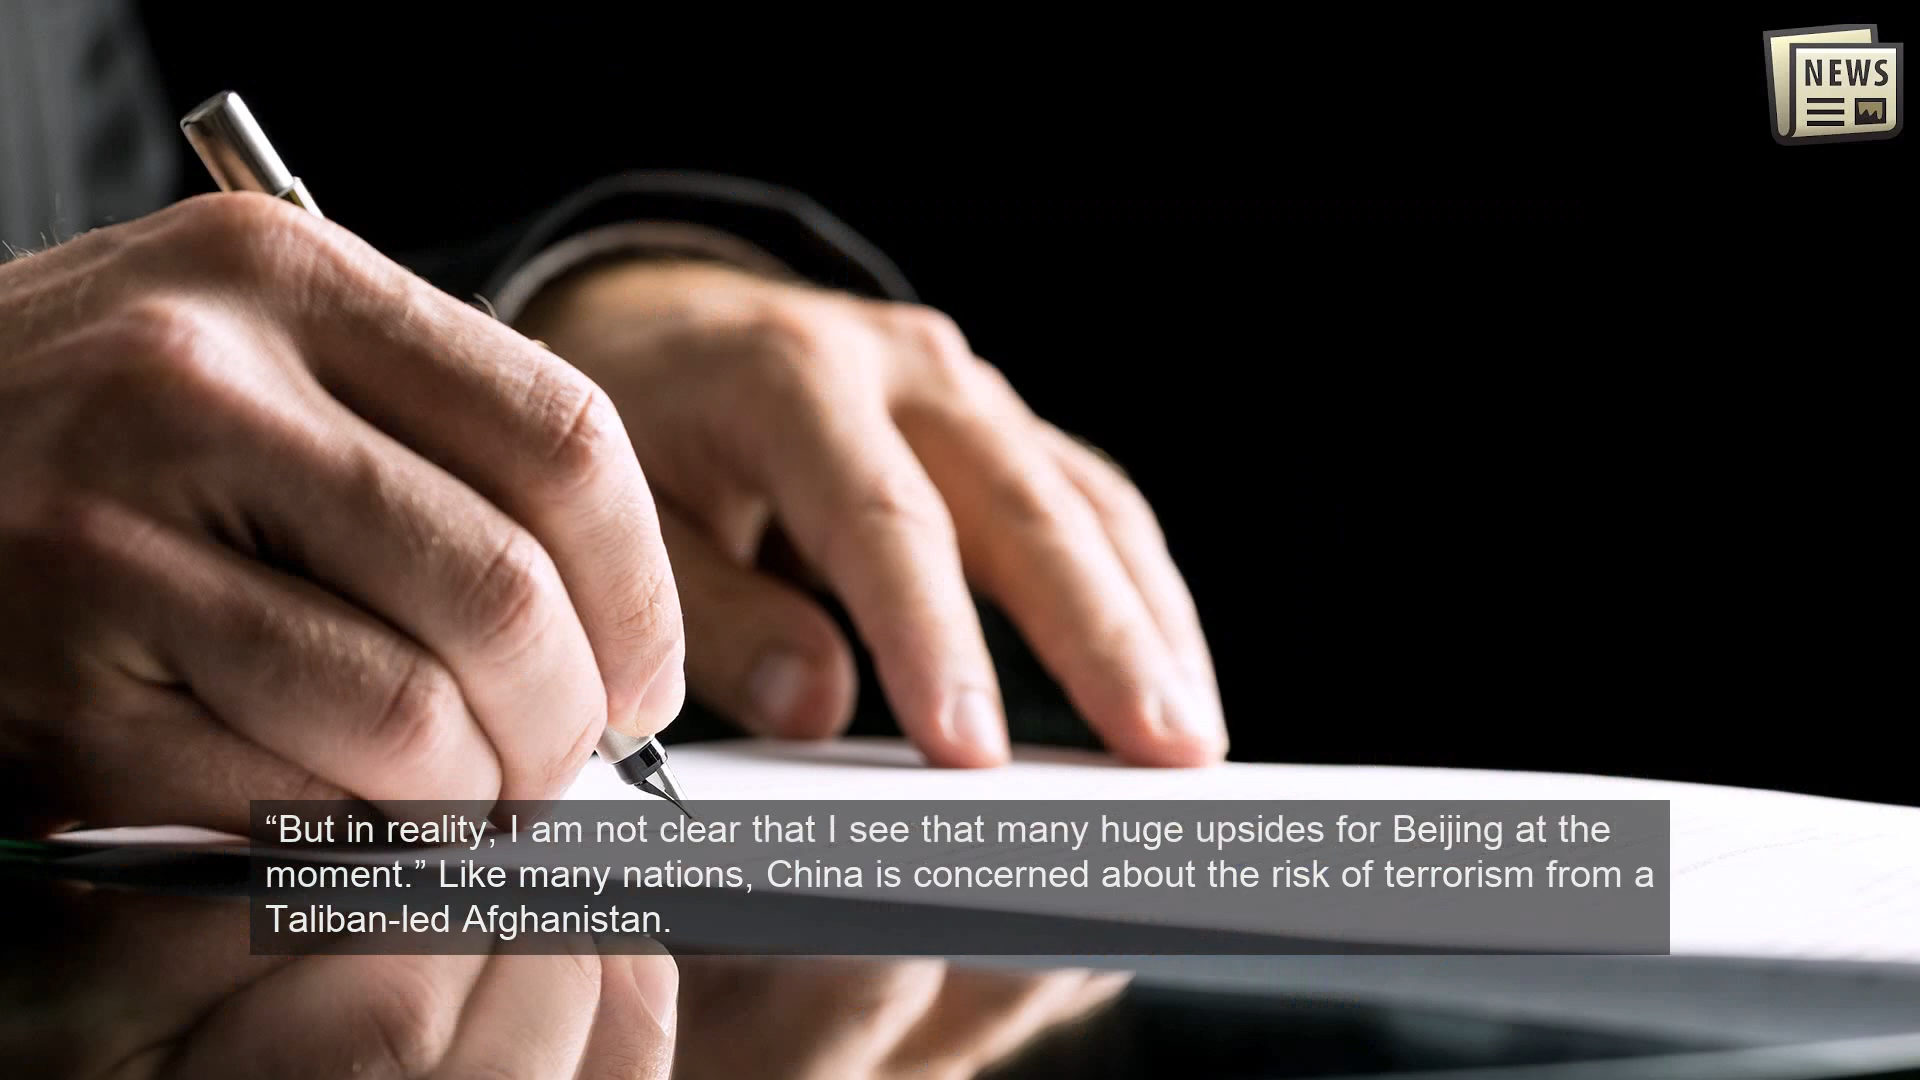 NEWS
“But in reality, I am not clear that I see that many huge upsides for Beijing at the
moment.” Like many nations, China is concerned about the risk of terrorism from a
Taliban-led Afghanistan.